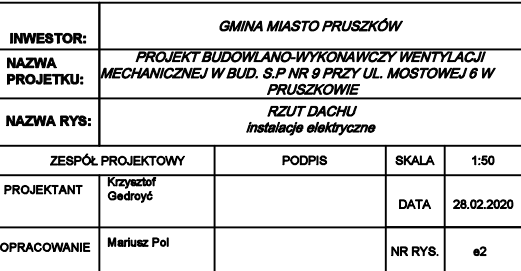 INWESTOR: GMINA MIASTO PRUSZKÓW
NAZWA PROJETKU: PROJEKT BUDOWLANO-WYKONAWCZY WENTYLACJI
MECHANICZNEJ W BUD. S.P NR 9 PRZY UL. MOSTOWEJ 6 W
PRUSZKOWIE
NAZWA RYS: RZUT DACHU
instalacje elektryczne
ZESPÓŁ PROJEKTOWY PODPIS SKALA 1:50
PROJEKTANT Krzysztof
Gedroyć
DATA 28.02.2020
OPRACOWANIE Mariusz Pol
NR RYS. e2